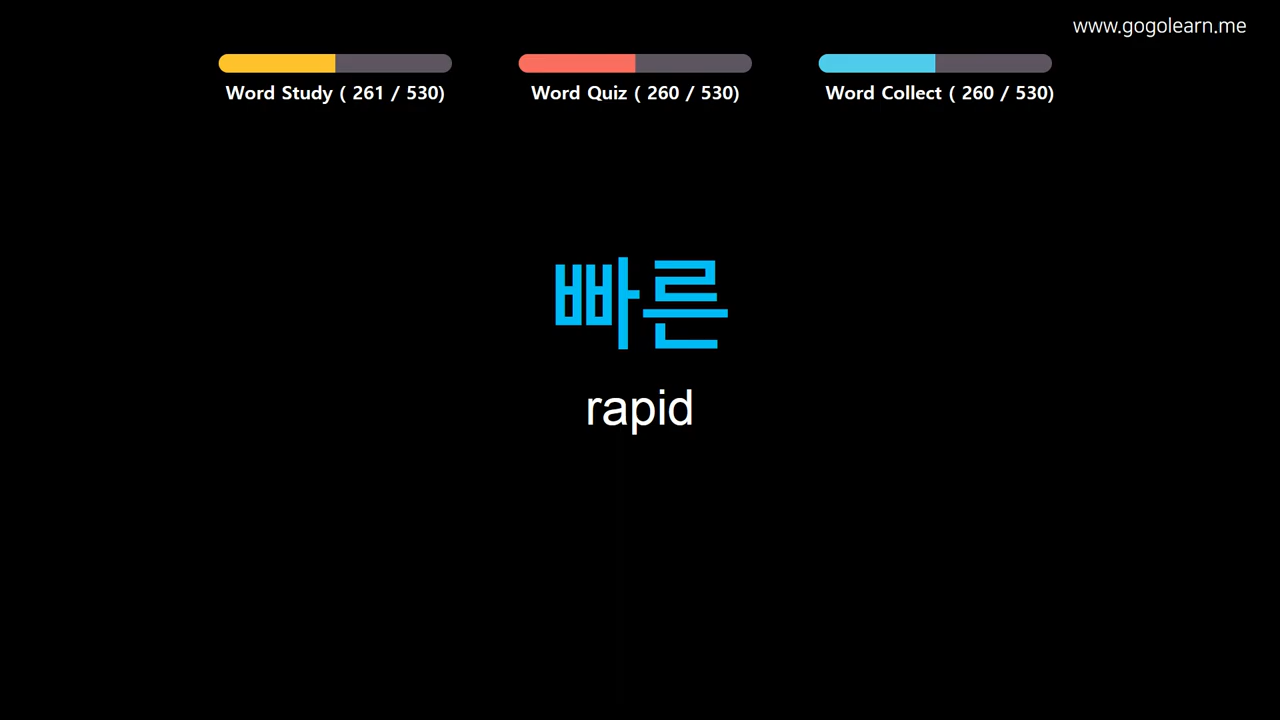 www.gogolearn.me
Word Study ( 261 / 530)
Word Quiz ( 260 / 530)
Word Collect ( 260 / 530)
빠른
rapid